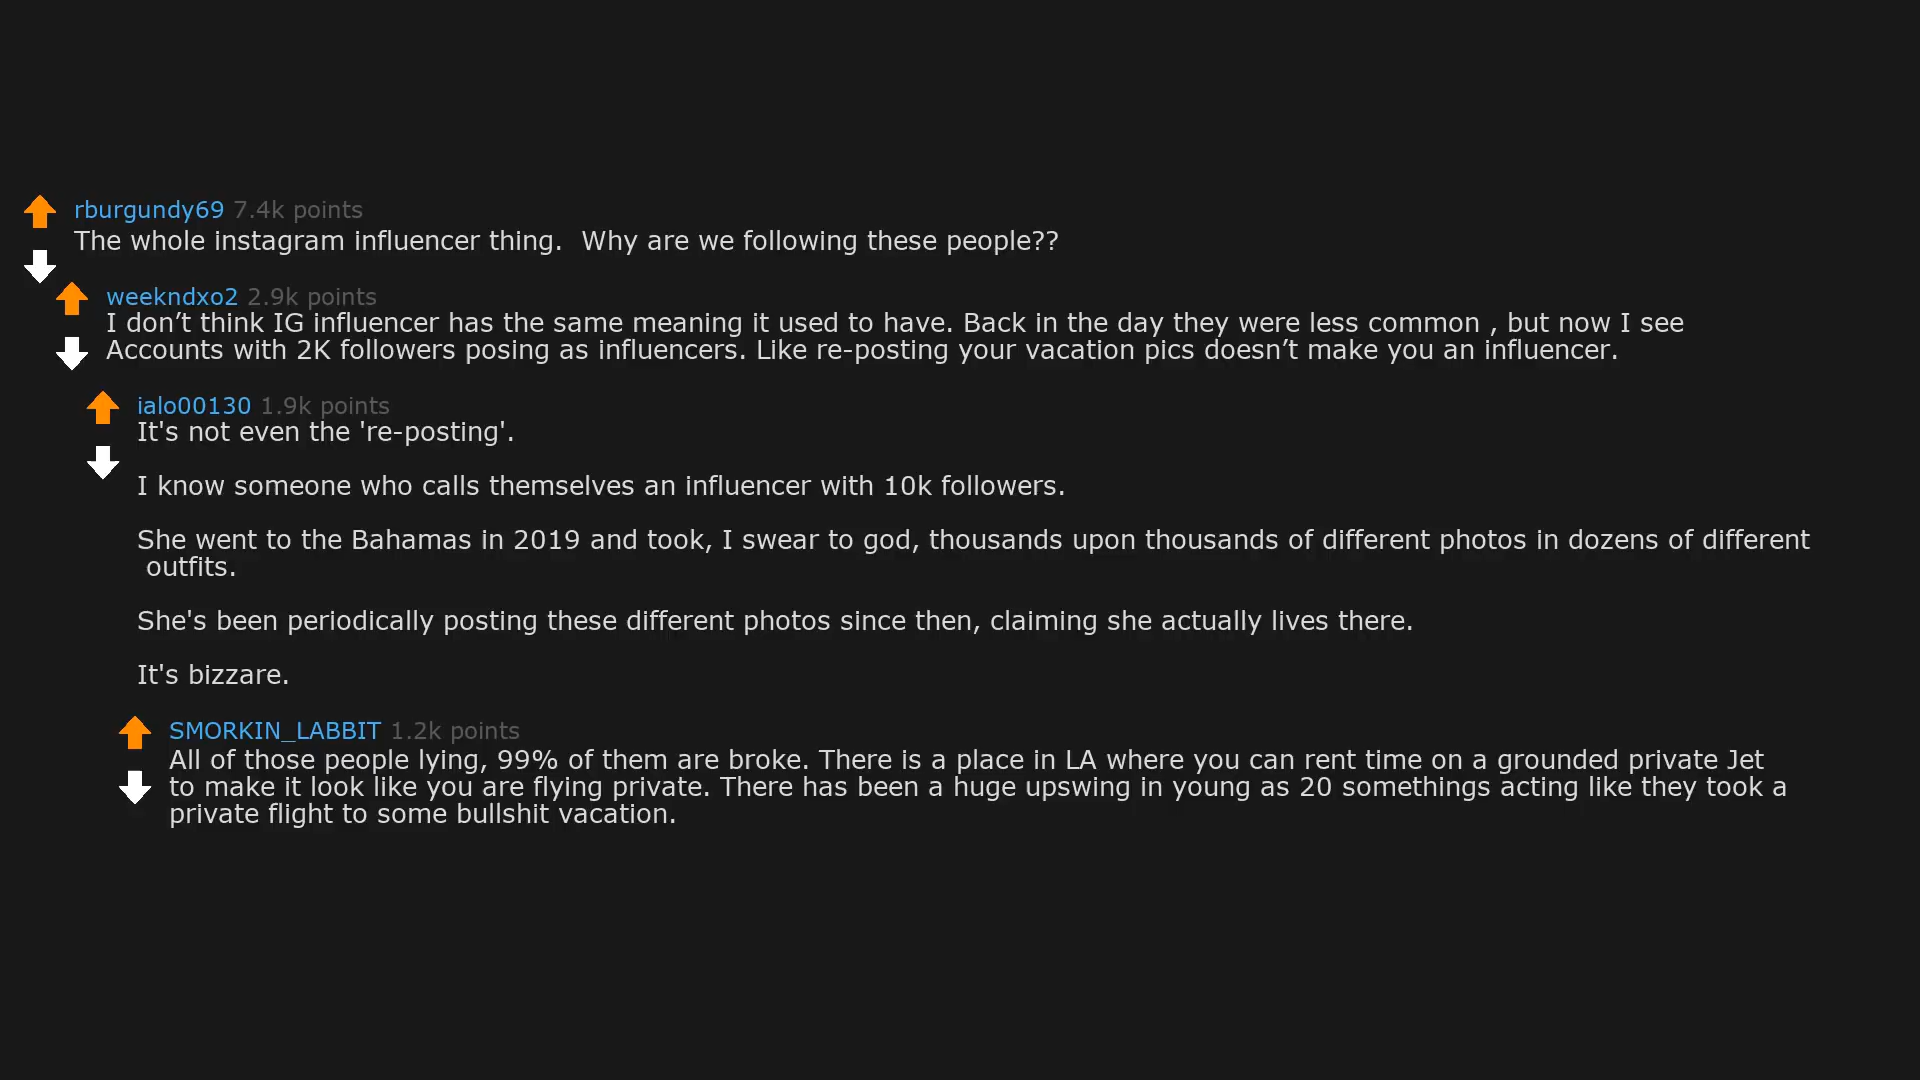 rburgundy69 7.4k points
The whole instagram influencer thing.  Why are we following these people??
weekndxo2 2.9k points
I don’t think IG influencer has the same meaning it used to have. Back in the day they were less common , but now I see
Accounts with 2K followers posing as influencers. Like re-posting your vacation pics doesn’t make you an influencer.
ialo00130 1.9k points
It's not even the 're-posting'.
I know someone who calls themselves an influencer with 10k followers.
She went to the Bahamas in 2019 and took, I swear to god, thousands upon thousands of different photos in dozens of different
outfits.
She's been periodically posting these different photos since then, claiming she actually lives there.
It's bizzare.
SMORKIN_LABBIT 1.2k points
All of those people lying, 99% of them are broke. There is a place in LA where you can rent time on a grounded private Jet
to make it look like you are flying private. There has been a huge upswing in young as 20 somethings acting like they took a
private flight to some bullshit vacation.